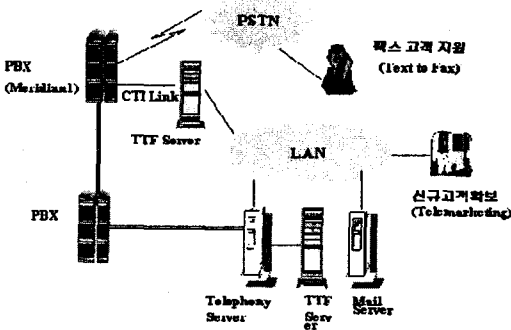 PSTN
팩스 고객 지원
(Text to Fax)
PBX
(Meridian1)
CTI Link
TTF Server
LAN
신규고객확보
(Telemarketing)
PBX
Telephony
Server
TTF
Serv
er
Mail
Server